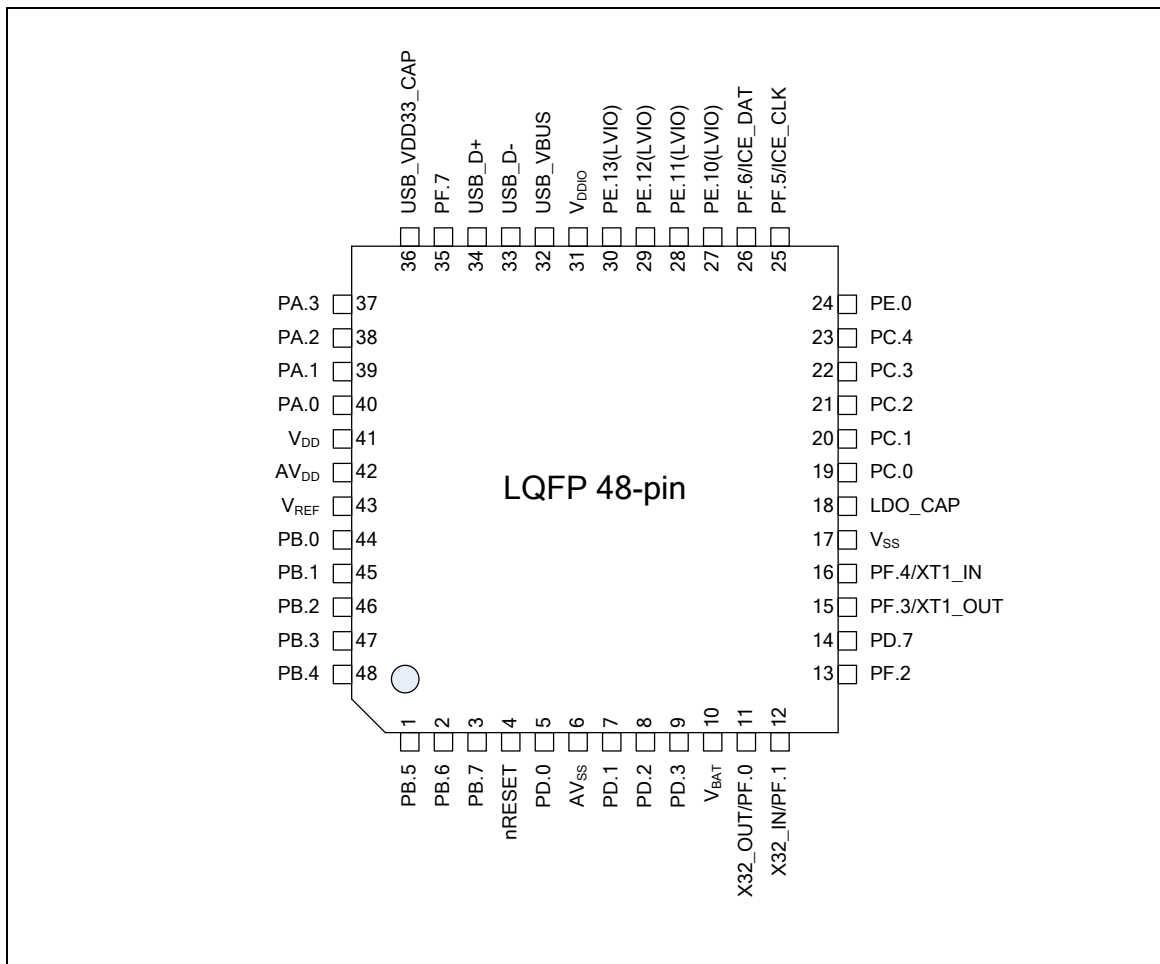 USB_VDD33_CAP
PF.7
USB_D+
USB_D-
USB_VBUS
VDDIO
PE.13(LVIO)
PE.12(LVIO)
PE.11(LVIO)
PE.10(LVIO)
PF.6/ICE_DAT
PF.5/ICE_CLK
36
35
34
33
32
31
30
29
28
27
26
25
PA.3 37
PA.2 38
PA.1 39
PA.0 40
VDD 41
AVDD 42
VREF 43
PB.0 44
PB.1 45
PB.2 46
PB.3 47
PB.4 48
LQFP 48-pin
24 PE.0
23 PC.4
22 PC.3
21 PC.2
20 PC.1
19 PC.0
18 LDO_CAP
17 VSS
16 PF.4/XT1_IN
15 PF.3/XT1_OUT
14 PD.7
13 PF.2
1
2
3
4
5
6
7
8
9
10
11
12
PB.5
PB.6
PB.7
nRESET
PD.0
AVSS
PD.1
PD.2
PD.3
VBAT
X32_OUT/PF.0
X32_IN/PF.1